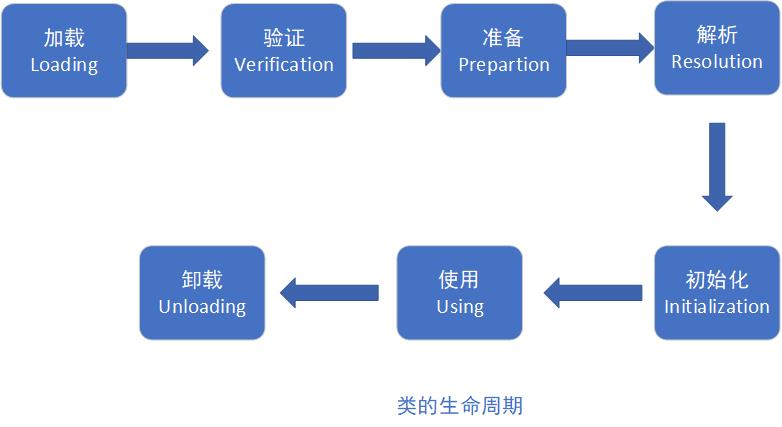 加载
Loading
验证
Verification
准备
Prepartion
解析
Resolution
初始化
Initialization
使用
Using
卸载
Unloading
类的生命周期